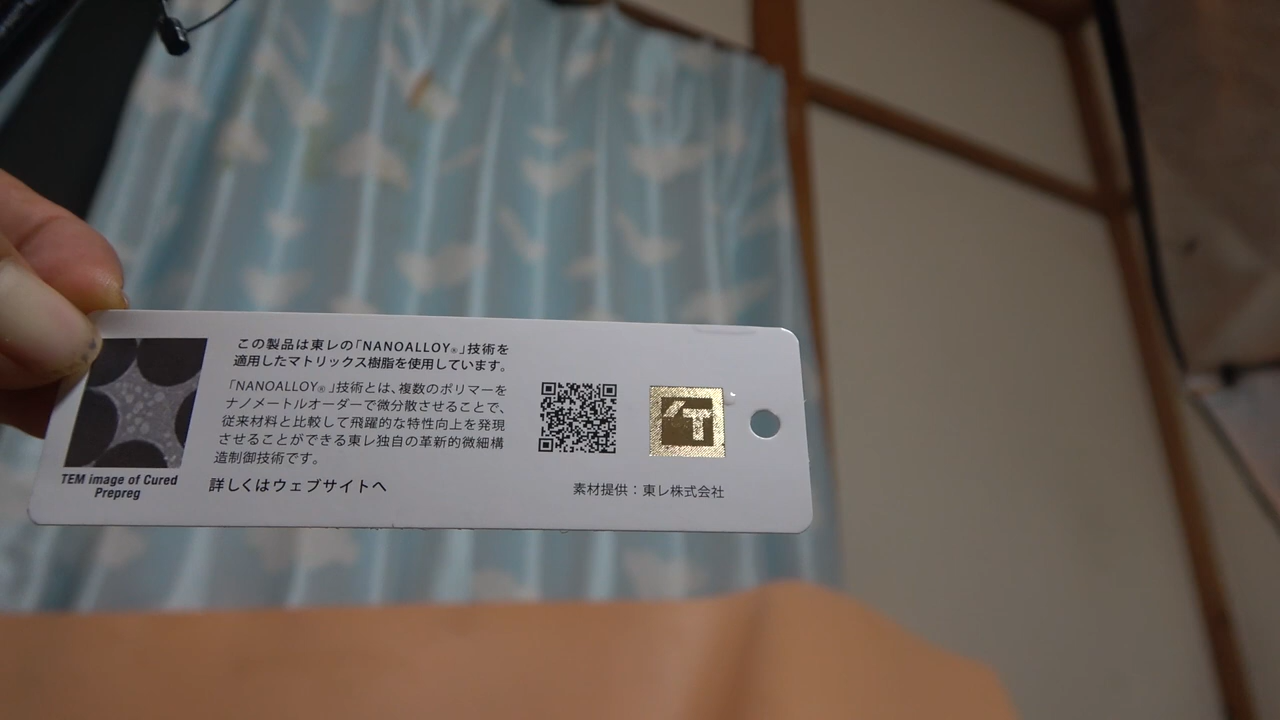 この製品は東レの「NANOALLOY®」技術を
適用したマトリックス樹脂を使用しています。
「NANOALLOY®」技術とは、複数のポリマーを
ナノメートルオーダーで微分散させることで、
従来材料と比較して飛躍的な特性向上を発現
させることができる東レ独自の革新的微細構
造制御技術です。
詳しくはウェブサイトへ
TEM image of Cured
Prepreg
素材提供：東レ株式会社